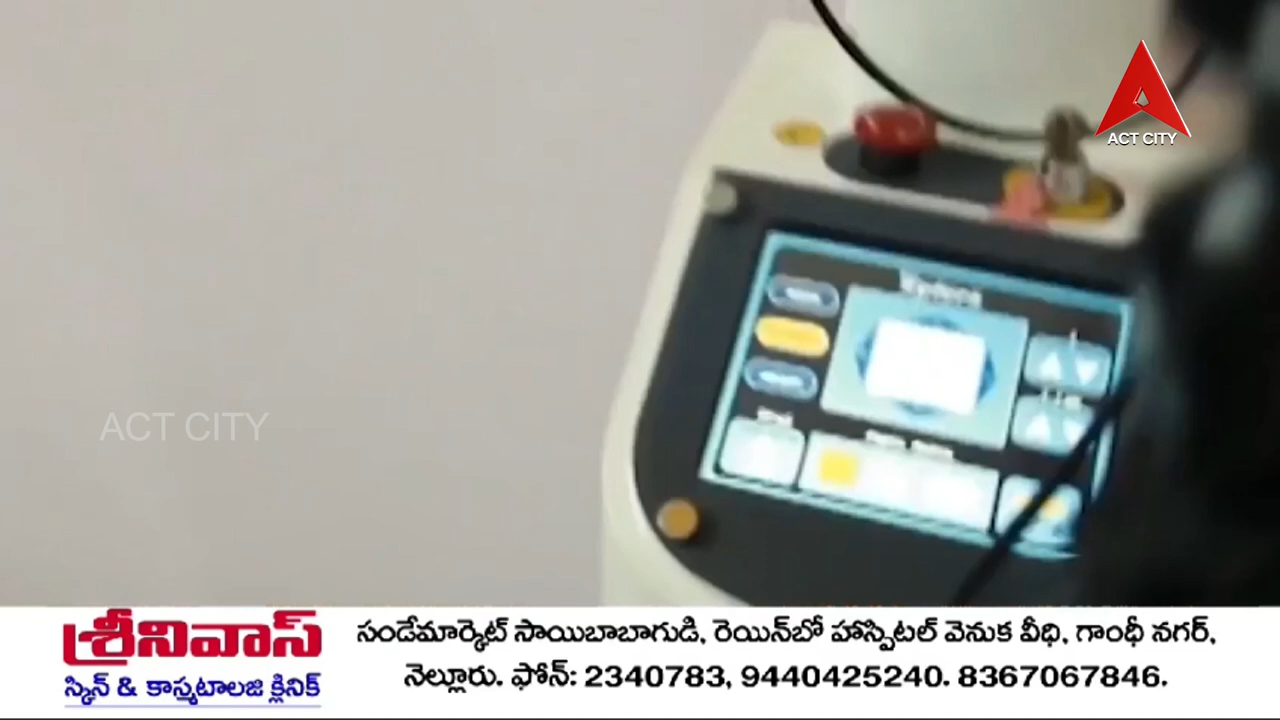 ACT CITY
ACT CITY
శ్రీనివాస్
స్కిన్ & కాస్మటాలజి క్లినిక్
సండేమార్కెట్ సాయిబాబాగుడి, రెయిన్‌బో హాస్పిటల్ వెనుక వీధి, గాంధీ నగర్,
నెల్లూరు. ఫోన్: 2340783, 9440425240. 8367067846.